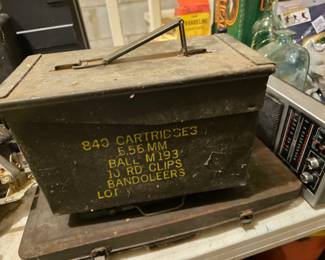 840 CARTRIDGES
5.56 MM
BALL M193
10 RD CLIPS
BANDOLEERS
LOT